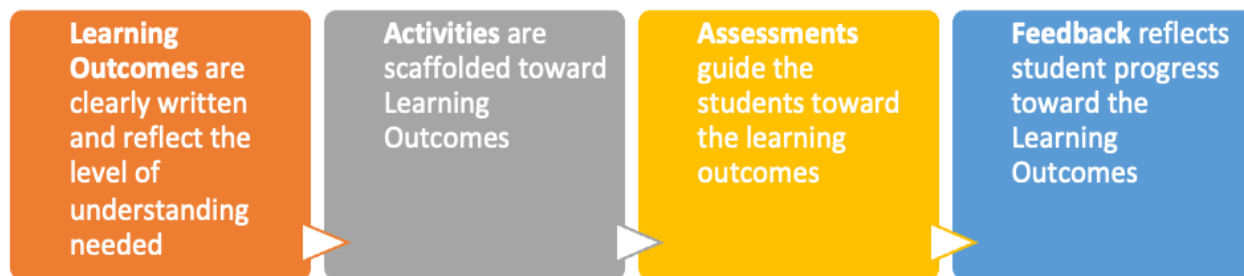 Learning
Outcomes are
clearly written
and reflect the
level of
understanding
needed
Activities are
scaffolded toward
Learning
Outcomes
Assessments
guide the
students toward
the learning
outcomes
Feedback reflects
student progress
toward the
Learning
Outcomes